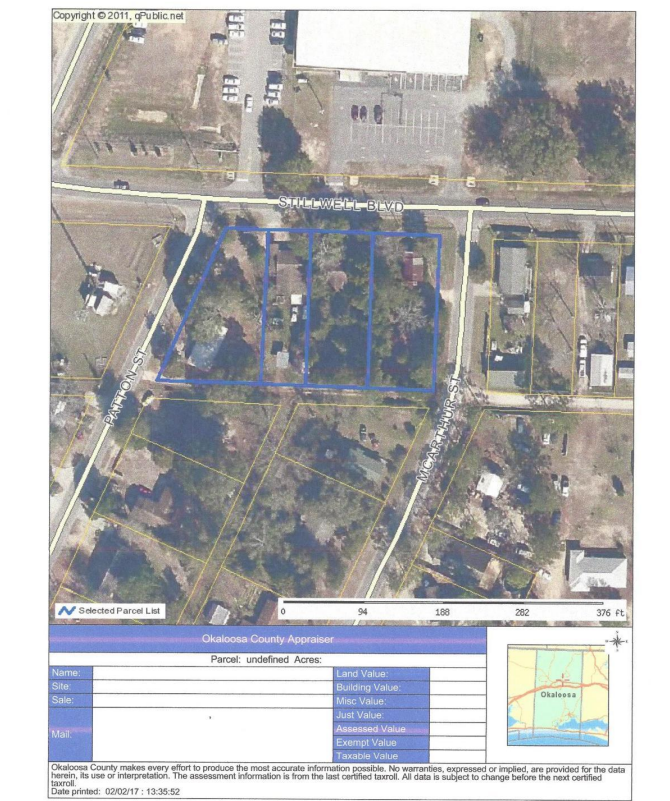 Copyright © 2011, qPublic.net
STILLWELL BLVD
PATTON ST
MCARTHUR ST
Selected Parcel List
0 94 188 282 376 ft
Okaloosa County Appraiser
Parcel: undefined Acres:
Name:
Site:
Sale:
Mail:
Land Value:
Building Value:
Misc Value:
Just Value:
Assessed Value
Exempt Value
Taxable Value
Okaloosa
Okaloosa County makes every effort to produce the most accurate information possible. No warranties, expressed or implied, are provided for the data
herein, its use or interpretation. The assessment information is from the last certified taxroll. All data is subject to change before the next certified
taxroll.
Date printed: 02/02/17 : 13:35:52